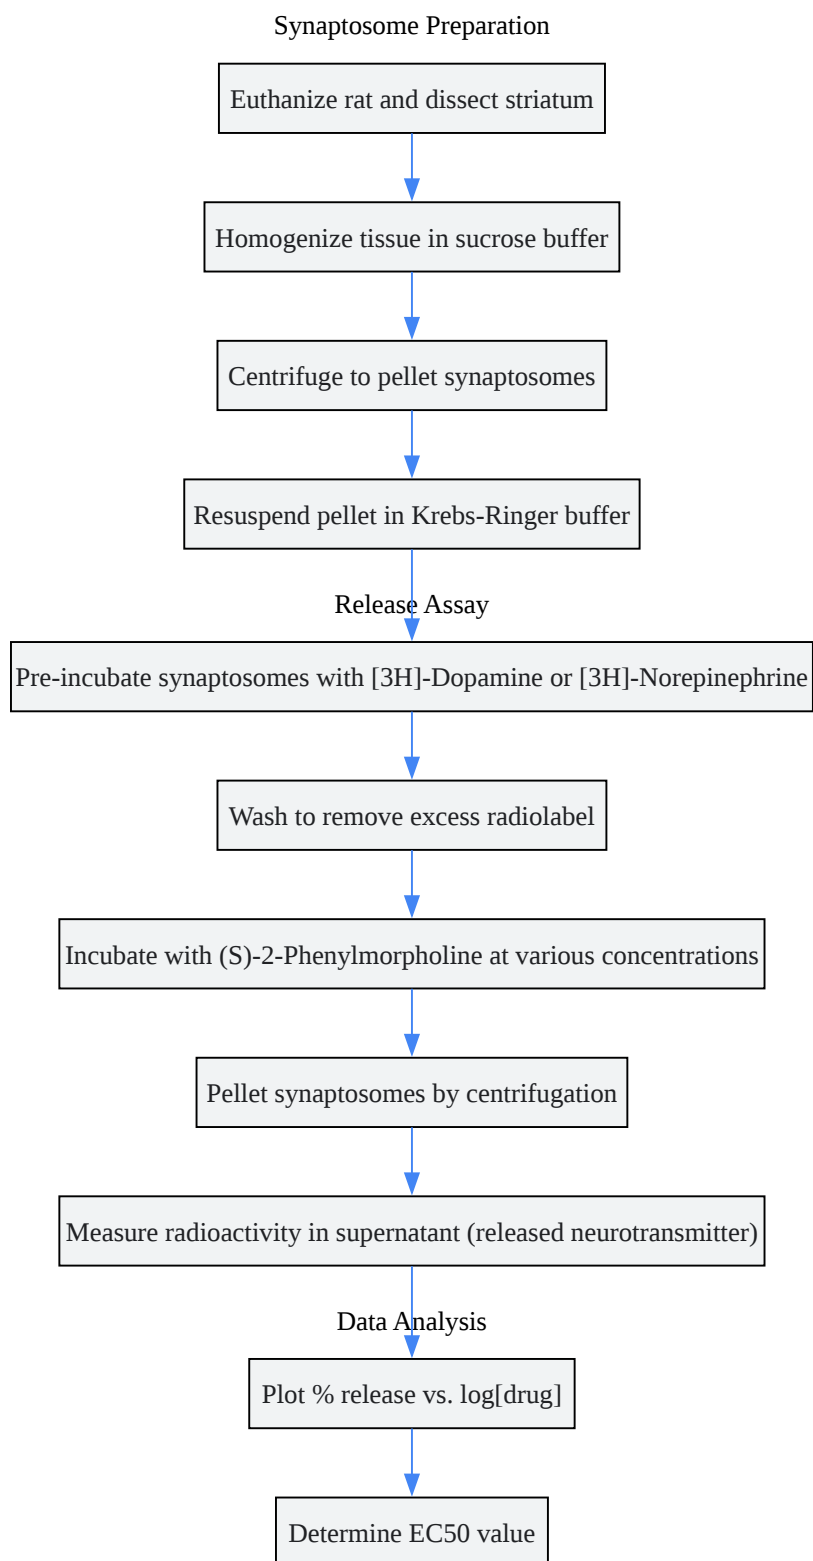 Synaptosome Preparation
Euthanize rat and dissect striatum
Homogenize tissue in sucrose buffer
Centrifuge to pellet synaptosomes
Resuspend pellet in Krebs-Ringer buffer
Release Assay
Pre-incubate synaptosomes with [3H]-Dopamine or [3H]-Norepinephrine
Wash to remove excess radiolabel
Incubate with (S)-2-Phenylmorpholine at various concentrations
Pellet synaptosomes by centrifugation
Measure radioactivity in supernatant (released neurotransmitter)
Data Analysis
Plot % release vs. log[drug]
Determine EC50 value